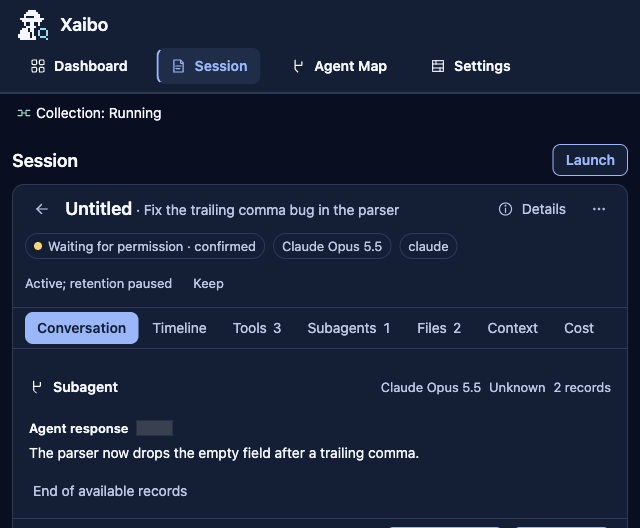 Xaibo
Dashboard Session Agent Map Settings
Collection: Running
Session Launch
Untitled · Fix the trailing comma bug in the parser Details ...
Waiting for permission · confirmed Claude Opus 5.5 claude
Active; retention paused Keep
Conversation Timeline Tools 3 Subagents 1 Files 2 Context Cost
Subagent Claude Opus 5.5 Unknown 2 records
Agent response
The parser now drops the empty field after a trailing comma.
End of available records